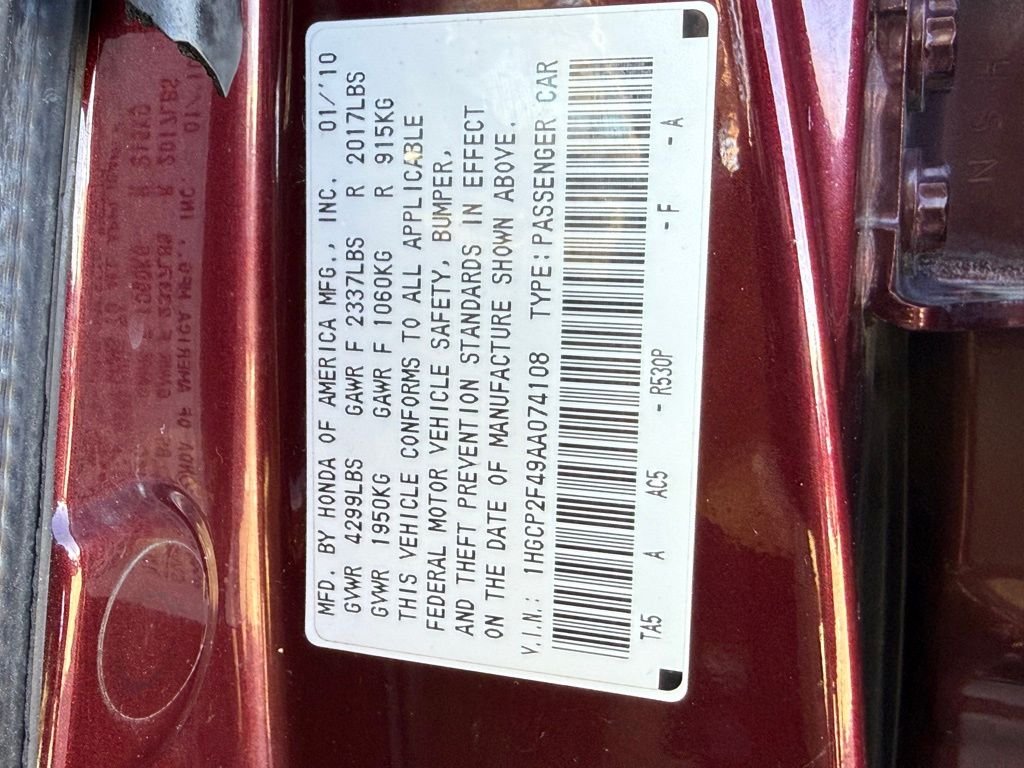 MFD. BY HONDA OF AMERICA MFG., INC. 01/'10
GVWR 4299LBS GAWR F 2337LBS R 2017LBS
GVWR 1950KG GAWR F 1060KG R 915KG
THIS VEHICLE CONFORMS TO ALL APPLICABLE
FEDERAL MOTOR VEHICLE SAFETY, BUMPER,
AND THEFT PREVENTION STANDARDS IN EFFECT
ON THE DATE OF MANUFACTURE SHOWN ABOVE.
V.I.N.: 1HGCP2F49AA074108 TYPE:PASSENGER CAR
TA5 A AC5 - R530P - F - A